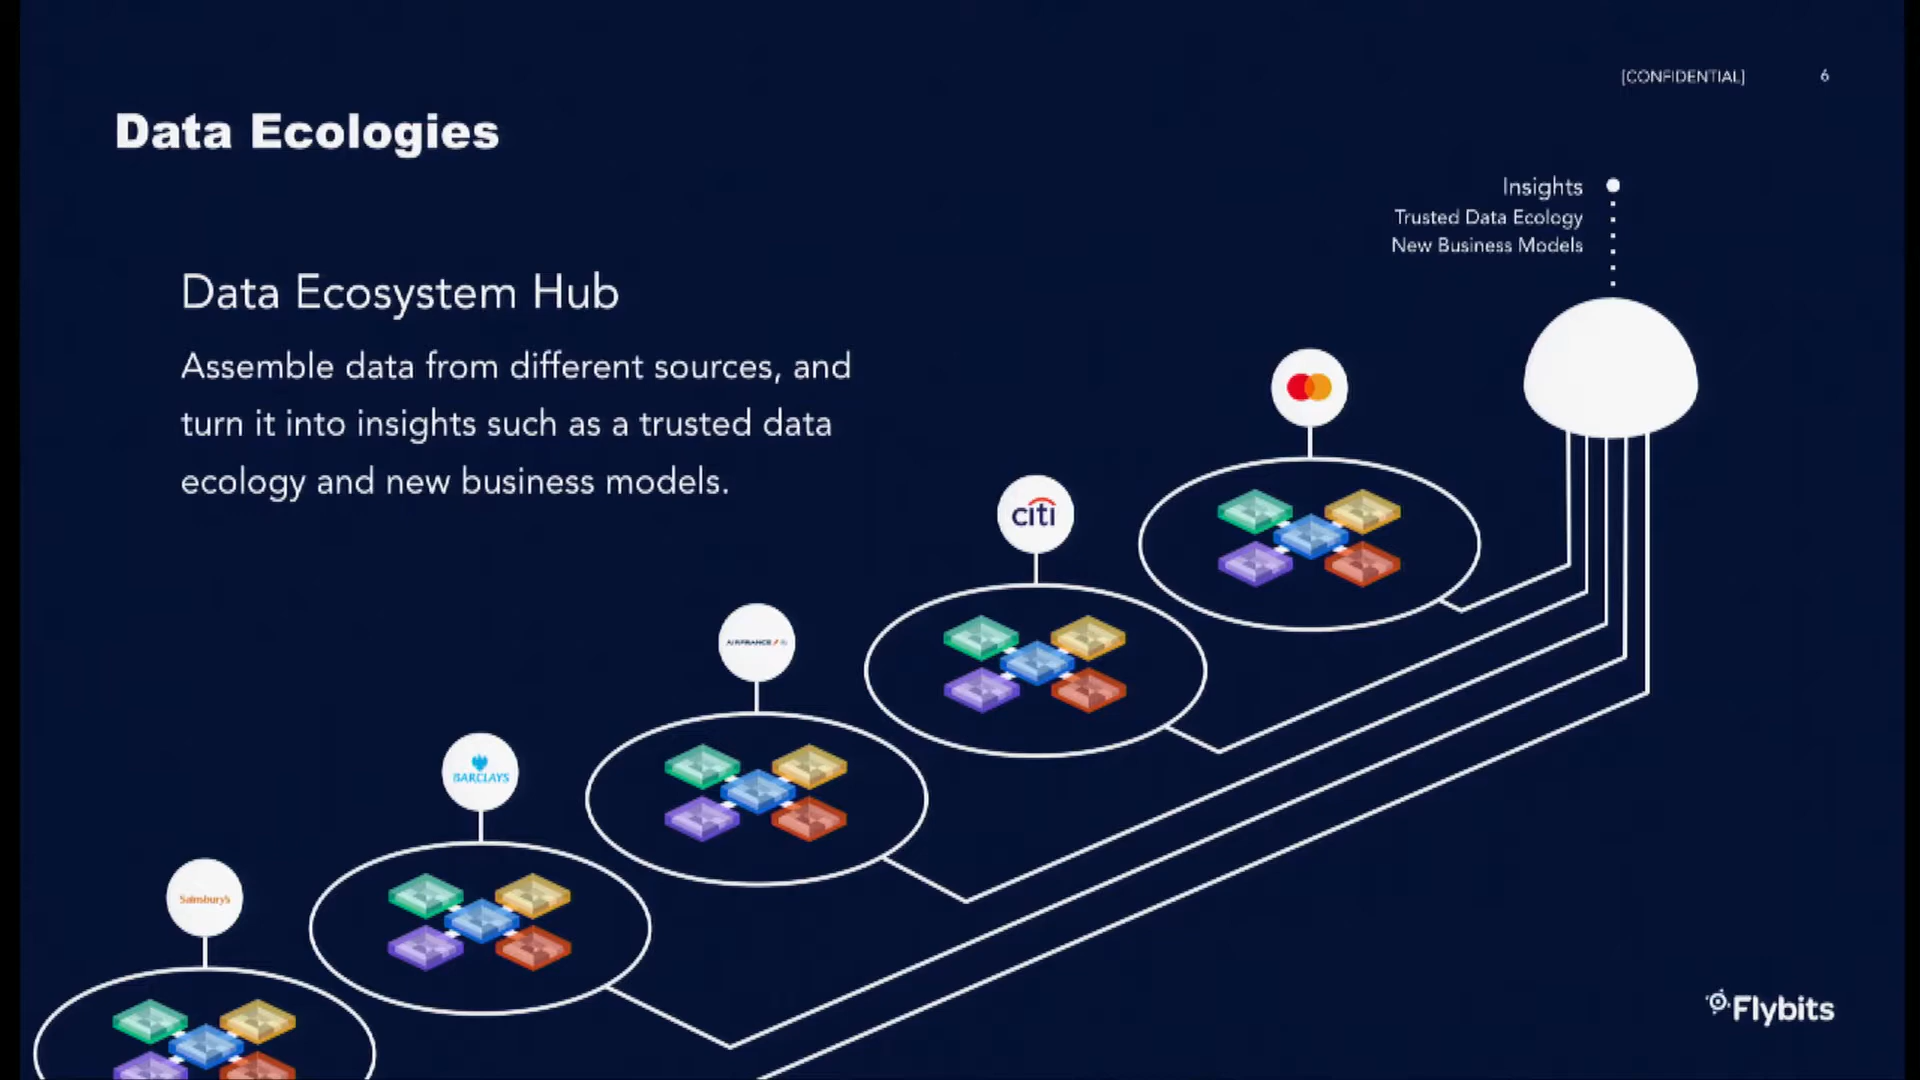 [CONFIDENTIAL] 6
Data Ecologies
Insights
Trusted Data Ecology
New Business Models
Data Ecosystem Hub
Assemble data from different sources, and
turn it into insights such as a trusted data
ecology and new business models.
citi
AIRFRANCE
BARCLAYS
Sainsbury's
Flybits